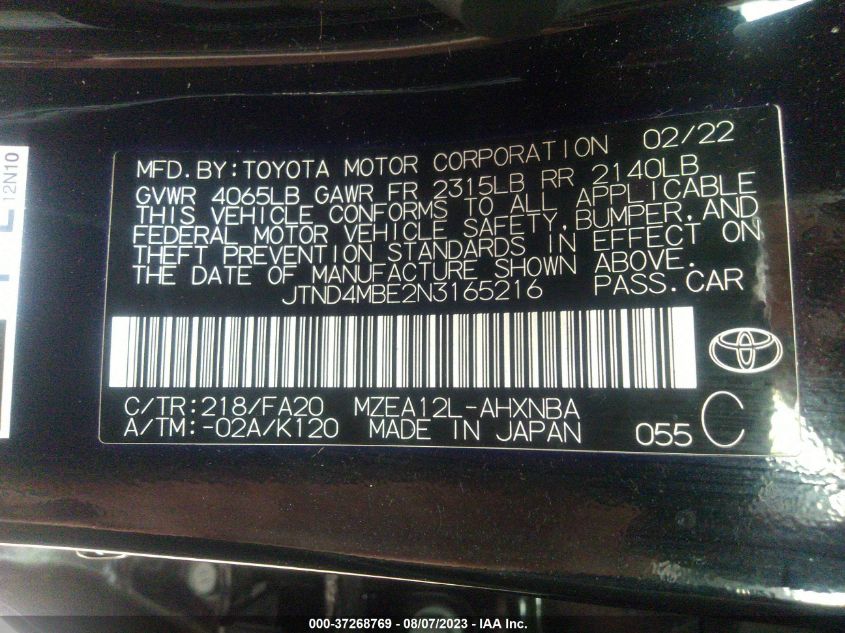 12N10
MFD.BY:TOYOTA MOTOR CORPORATION 02/22
GVWR 4065LB GAWR FR 2315LB RR 2140LB
THIS VEHICLE CONFORMS TO ALL APPLICABLE
FEDERAL MOTOR VEHICLE SAFETY,BUMPER,AND
THEFT PREVENTION STANDARDS IN EFFECT ON
THE DATE OF MANUFACTURE SHOWN ABOVE.
JTND4MBE2N3165216 PASS.CAR
C/TR:218/FA20 MZEA12L-AHXNBA
A/TM:-02A/K120 MADE IN JAPAN 055 C
000-37268769 - 08/07/2023 - IAA Inc.